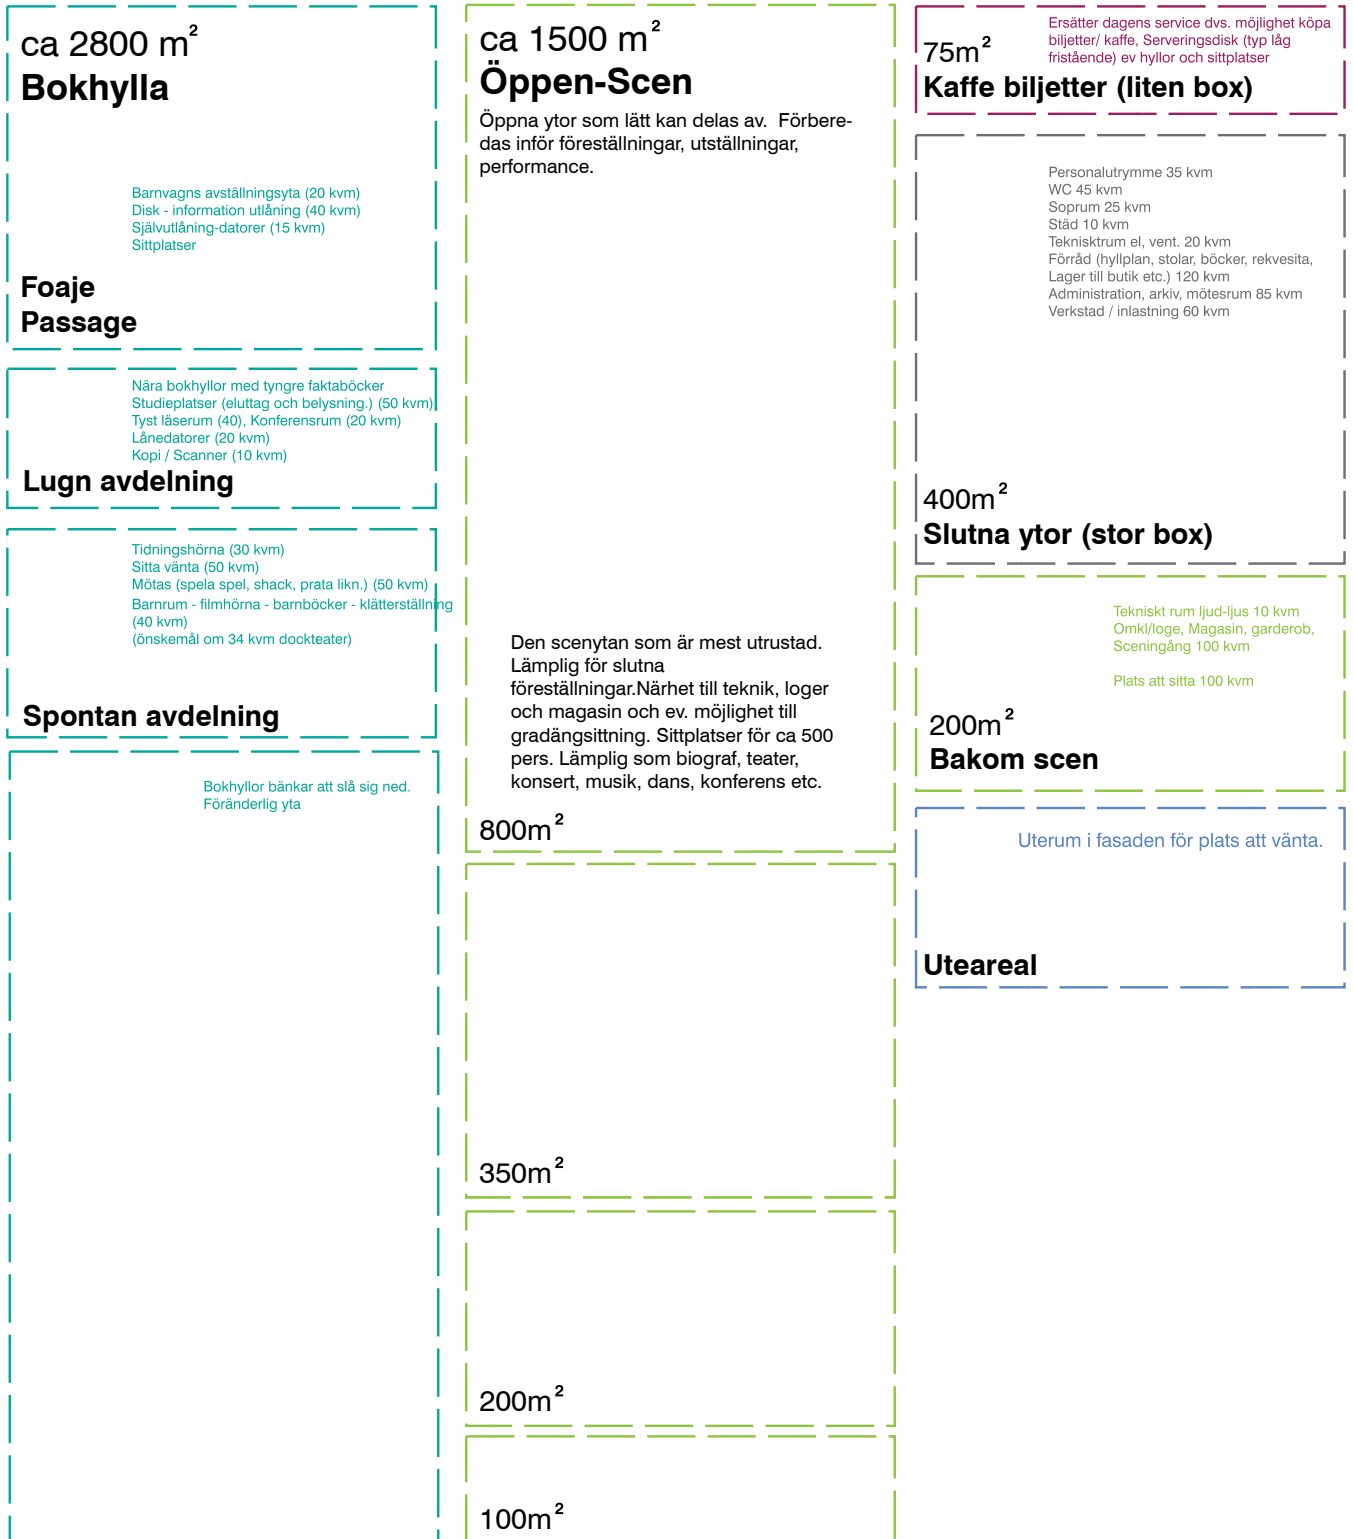 ca 2800 m²
Bokhylla
Barnvagns avställningsyta (20 kvm)
Disk - information utlåning (40 kvm)
Självutlåning-datorer (15 kvm)
Sittplatser
Foaje
Passage
Nära bokhyllor med tyngre faktaböcker
Studieplatser (eluttag och belysning.) (50 kvm)
Tyst läserum (40), Konferensrum (20 kvm)
Lånedatorer (20 kvm)
Kopi / Scanner (10 kvm)
Lugn avdelning
Tidningshörna (30 kvm)
Sitta vänta (50 kvm)
Mötas (spela spel, shack, prata likn.) (50 kvm)
Barnrum - filmhörna - barnböcker - klätterställning
(40 kvm)
(önskemål om 34 kvm dockteater)
Spontan avdelning
Bokhyllor bänkar att slå sig ned.
Föränderlig yta
ca 1500 m²
Öppen-Scen
Öppna ytor som lätt kan delas av.  Förbere-
das inför föreställningar, utställningar,
performance.
Den scenytan som är mest utrustad.
Lämplig för slutna
föreställningar.Närhet till teknik, loger
och magasin och ev. möjlighet till
gradängsittning. Sittplatser för ca 500
pers. Lämplig som biograf, teater,
konsert, musik, dans, konferens etc.
800m²
350m²
200m²
100m²
Ersätter dagens service dvs. möjlighet köpa
biljetter/ kaffe, Serveringsdisk (typ låg
fristående) ev hyllor och sittplatser
75m²
Kaffe biljetter (liten box)
Personalutrymme 35 kvm
WC 45 kvm
Soprum 25 kvm
Städ 10 kvm
Teknisktrum el, vent. 20 kvm
Förråd (hyllplan, stolar, böcker, rekvesita,
Lager till butik etc.) 120 kvm
Administration, arkiv, mötesrum 85 kvm
Verkstad / inlastning 60 kvm
400m²
Slutna ytor (stor box)
Tekniskt rum ljud-ljus 10 kvm
Omkl/loge, Magasin, garderob,
Sceningång 100 kvm
Plats att sitta 100 kvm
200m²
Bakom scen
Uterum i fasaden för plats att vänta.
Uteareal